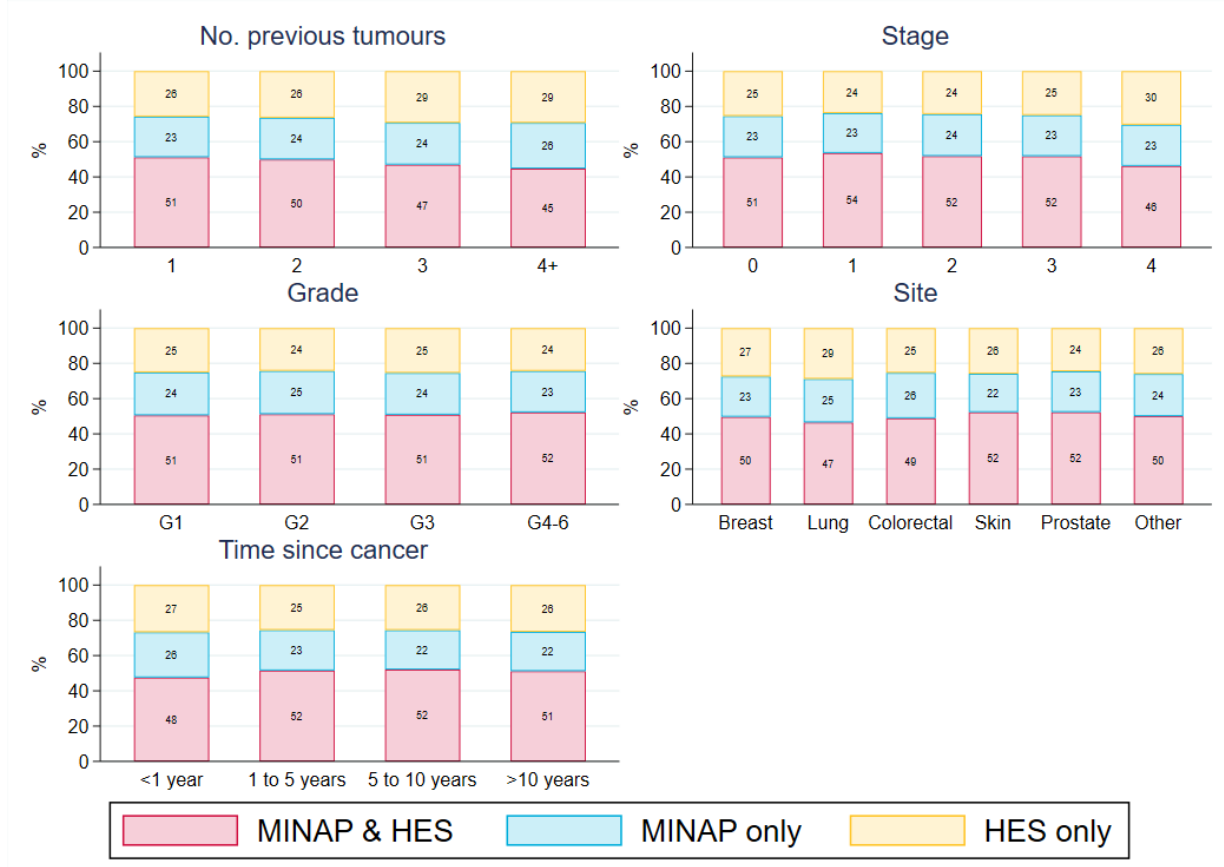 No. previous tumours
%
100
80
60
40
20
0
26 26 29 29
23 24 24 26
51 50 47 45
1 2 3 4+
Stage
%
100
80
60
40
20
0
25 24 24 25 30
23 23 24 23 23
51 54 52 52 46
0 1 2 3 4
Grade
%
100
80
60
40
20
0
25 24 25 24
24 25 24 23
51 51 51 52
G1 G2 G3 G4-6
Site
%
100
80
60
40
20
0
27 29 25 26 24 26
23 25 26 22 23 24
50 47 49 52 52 50
Breast Lung Colorectal Skin Prostate Other
Time since cancer
%
100
80
60
40
20
0
27 25 26 26
26 23 22 22
48 52 52 51
<1 year 1 to 5 years 5 to 10 years >10 years
MINAP & HES MINAP only HES only